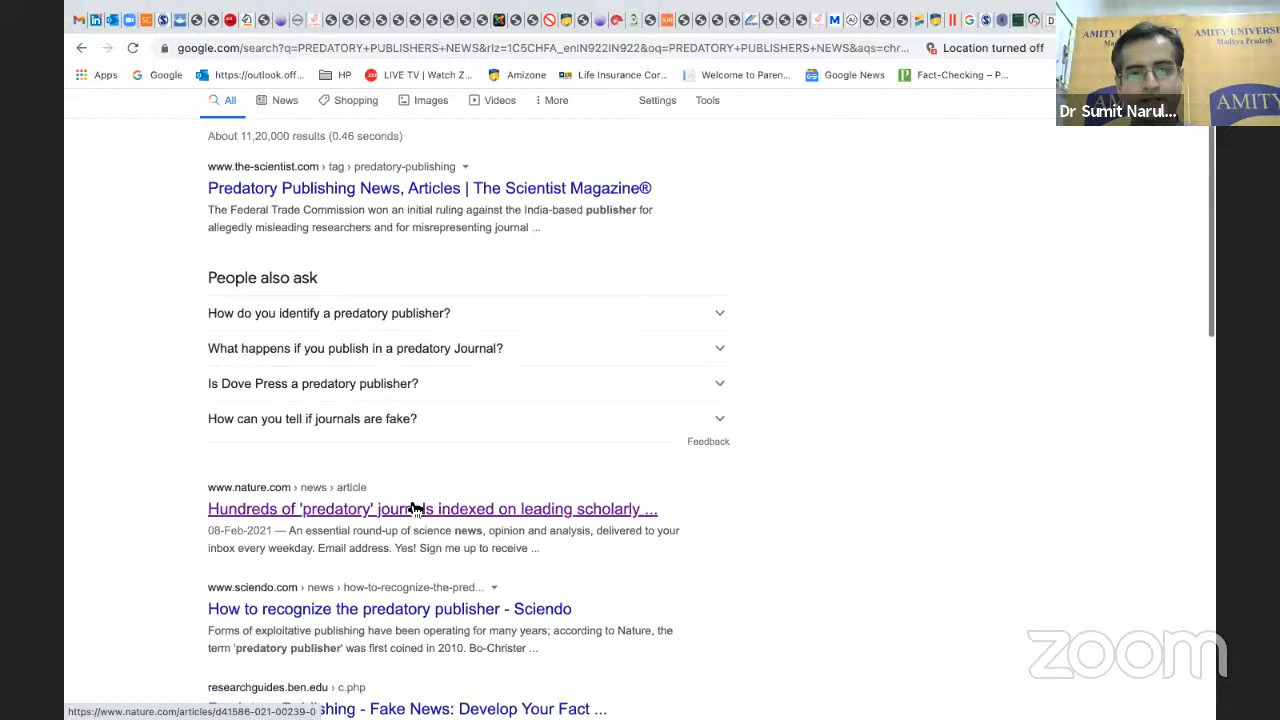 google.com/search?q=PREDATORY+PUBLISHERS+NEWS&rlz=1C5CHFA_enIN922IN922&oq=PREDATORY+PUBLISHERS+NEWS&aqs=chr...
Location turned off
Apps
Google
https://outlook.off...
HP
LIVE TV | Watch Z...
Amizone
Life Insurance Cor...
Welcome to Paren...
Google News
Fact-Checking – P...
AMITY UNIVERSI
Madhya Pradesh
AMITY
Dr Sumit Narul...
All
News
Shopping
Images
Videos
More
Settings
Tools
About 11,20,000 results (0.46 seconds)
www.the-scientist.com › tag › predatory-publishing
Predatory Publishing News, Articles | The Scientist Magazine®
The Federal Trade Commission won an initial ruling against the India-based publisher for
allegedly misleading researchers and for misrepresenting journal ...
People also ask
How do you identify a predatory publisher?
What happens if you publish in a predatory Journal?
Is Dove Press a predatory publisher?
How can you tell if journals are fake?
Feedback
www.nature.com › news › article
Hundreds of 'predatory' journals indexed on leading scholarly ...
08-Feb-2021 — An essential round-up of science news, opinion and analysis, delivered to your
inbox every weekday. Email address. Yes! Sign me up to receive ...
www.sciendo.com › news › how-to-recognize-the-pred...
How to recognize the predatory publisher - Sciendo
Forms of exploitative publishing have been operating for many years; according to Nature, the
term 'predatory publisher' was first coined in 2010. Bo-Christer ...
zoom
researchguides.ben.edu › c.php
shing - Fake News: Develop Your Fact ...
https://www.nature.com/articles/d41586-021-00239-0